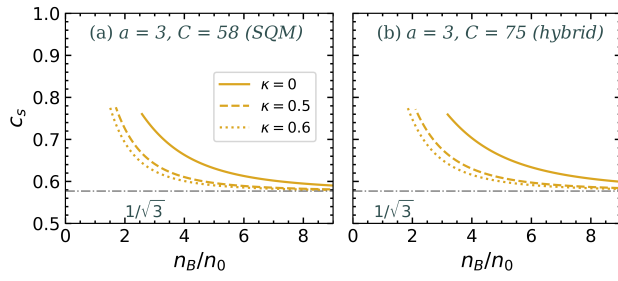 (a) a = 3, C = 58 (SQM)
(b) a = 3, C = 75 (hybrid)
1.0
0.9
0.8
0.7
0.6
0.5
c_s
κ = 0
κ = 0.5
κ = 0.6
1/√3
1/√3
0 2 4 6 8
0 2 4 6 8
n_B/n_0
n_B/n_0